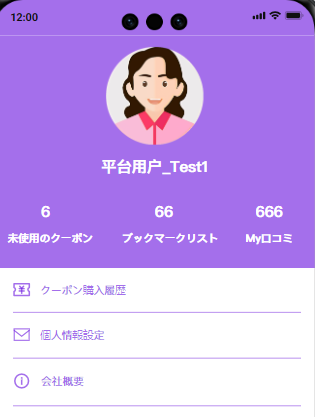 12:00
平台用户_Test1
6 66 666
未使用のクーポン ブックマークリスト My口コミ
クーポン購入履歴
個人情報設定
会社概要